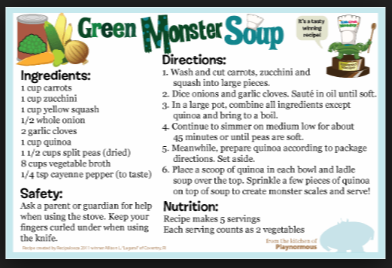 Green Monster Soup
It's a tasty
winning
recipe!
Ingredients:
1 cup carrots
1 cup zucchini
1 cup yellow squash
1/2 whole onion
2 garlic cloves
1 cup quinoa
1 1/2 cups split peas (dried)
8 cups vegetable broth
1/4 tsp cayenne pepper (to taste)
Safety:
Ask a parent or guardian for help
when using the stove. Keep your
fingers curled under when using
the knife.
Directions:
1. Wash and cut carrots, zucchini and
squash into large pieces.
2. Dice onions and garlic cloves. Sauté in oil until soft.
3. In a large pot, combine all ingredients except
quinoa and bring to a boil.
4. Continue to simmer on medium low for about
45 minutes or until peas are soft.
5. Meanwhile, prepare quinoa according to package
directions. Set aside.
6. Place a scoop of quinoa in each bowl and ladle
soup over the top. Sprinkle a few pieces of quinoa
on top of soup to create monster scales and serve!
Nutrition:
Recipe makes 5 servings
Each serving counts as 2 vegetables
From the kitchen of
Playnormous
Recipe created by Recipeboree 2011 winner